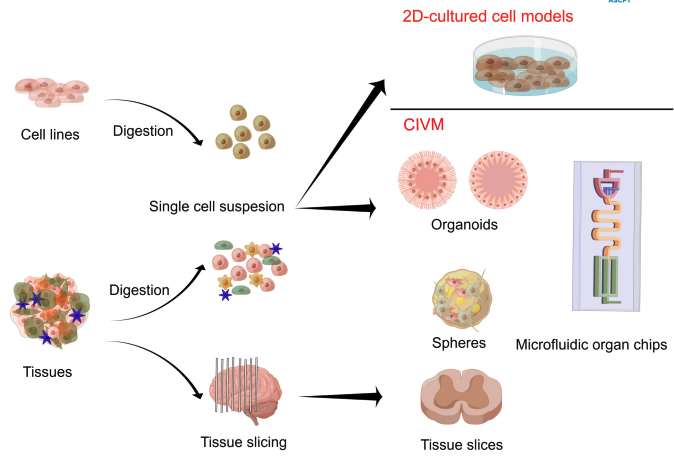 ASCPT
2D-cultured cell models
CIVM
Cell lines
Digestion
Single cell suspesion
Organoids
Digestion
Tissues
Spheres
Microfluidic organ chips
Tissue slicing
Tissue slices